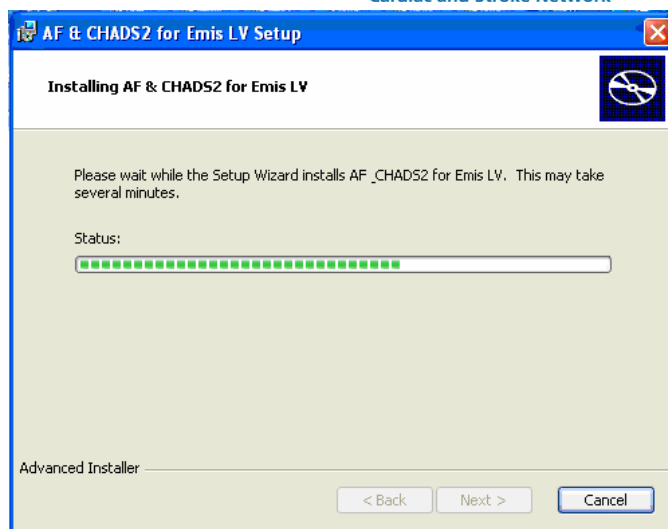 Cardiac and Stroke Network
AF & CHADS2 for Emis LV Setup
Installing AF & CHADS2 for Emis LV
Please wait while the Setup Wizard installs AF _CHADS2 for Emis LV. This may take
several minutes.
Status:
Advanced Installer
< Back
Next >
Cancel